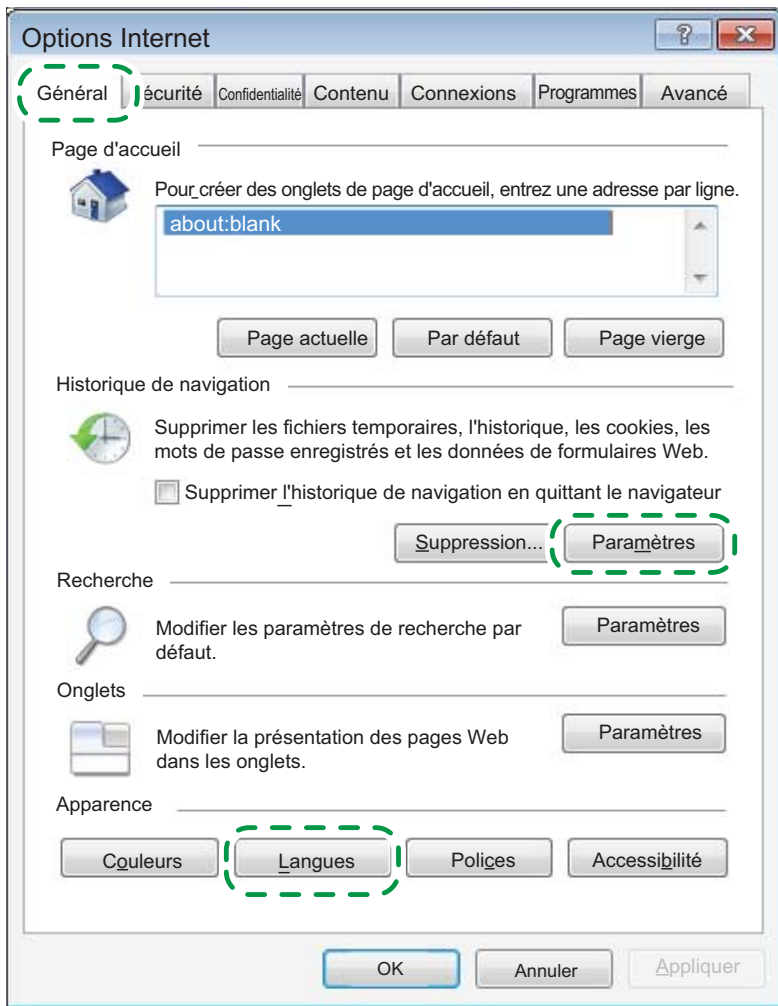 Options Internet
Général écurité Confidentialité Contenu Connexions Programmes Avancé
Page d'accueil
Pour créer des onglets de page d'accueil, entrez une adresse par ligne.
about:blank
Page actuelle Par défaut Page vierge
Historique de navigation
Supprimer les fichiers temporaires, l'historique, les cookies, les
mots de passe enregistrés et les données de formulaires Web.
Supprimer l'historique de navigation en quittant le navigateur
Suppression... Paramètres
Recherche
Modifier les paramètres de recherche par
défaut.
Paramètres
Onglets
Modifier la présentation des pages Web
dans les onglets.
Paramètres
Apparence
Couleurs Langues Polices Accessibilité
OK Annuler Appliquer